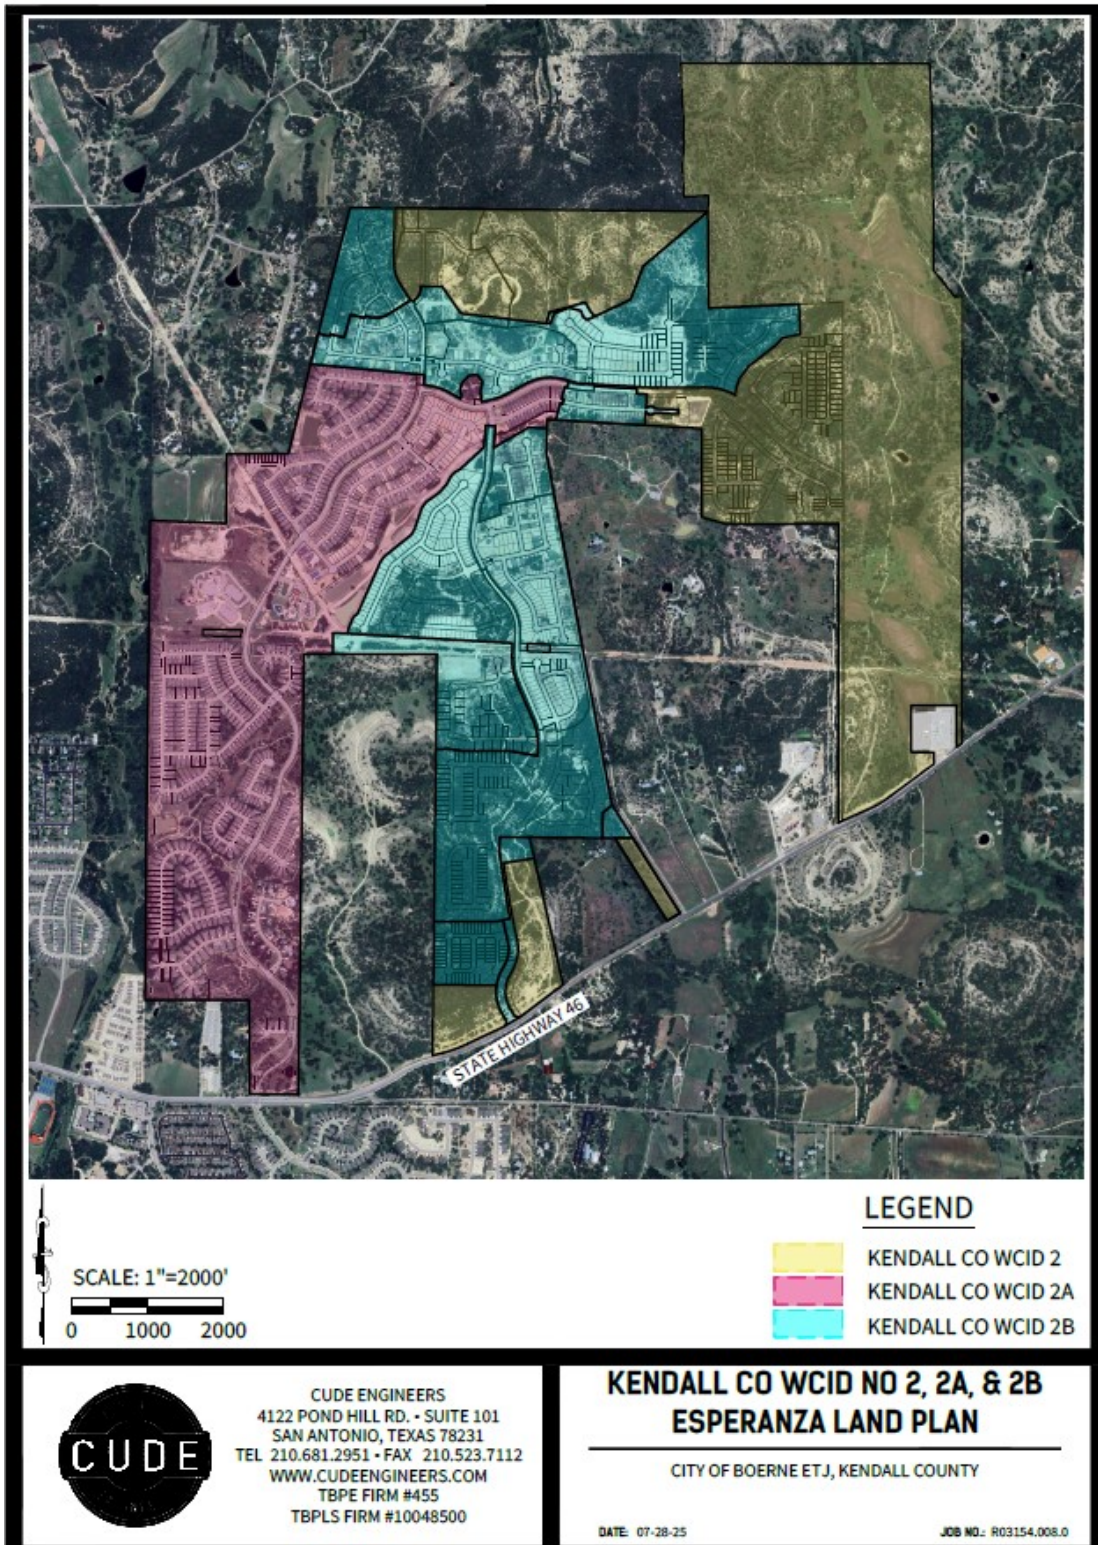 STATE HIGHWAY 46
LEGEND
KENDALL CO WCID 2
KENDALL CO WCID 2A
KENDALL CO WCID 2B
SCALE: 1"=2000'
0 1000 2000
CUDE
CUDE ENGINEERS
4122 POND HILL RD. • SUITE 101
SAN ANTONIO, TEXAS 78231
TEL 210.681.2951 • FAX 210.523.7112
WWW.CUDEENGINEERS.COM
TBPE FIRM #455
TBPLS FIRM #10048500
KENDALL CO WCID NO 2, 2A, & 2B
ESPERANZA LAND PLAN
CITY OF BOERNE ETJ, KENDALL COUNTY
DATE: 07-28-25
JOB NO.: R03154.008.0